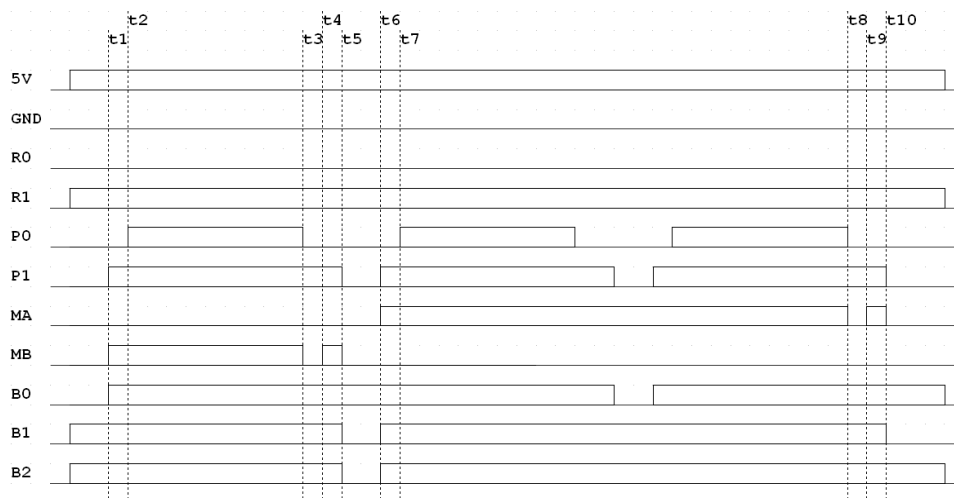 t2 t4 t6 t8 t10
t1 t3 t5 t7 t9
5V
GND
R0
R1
P0
P1
MA
MB
B0
B1
B2